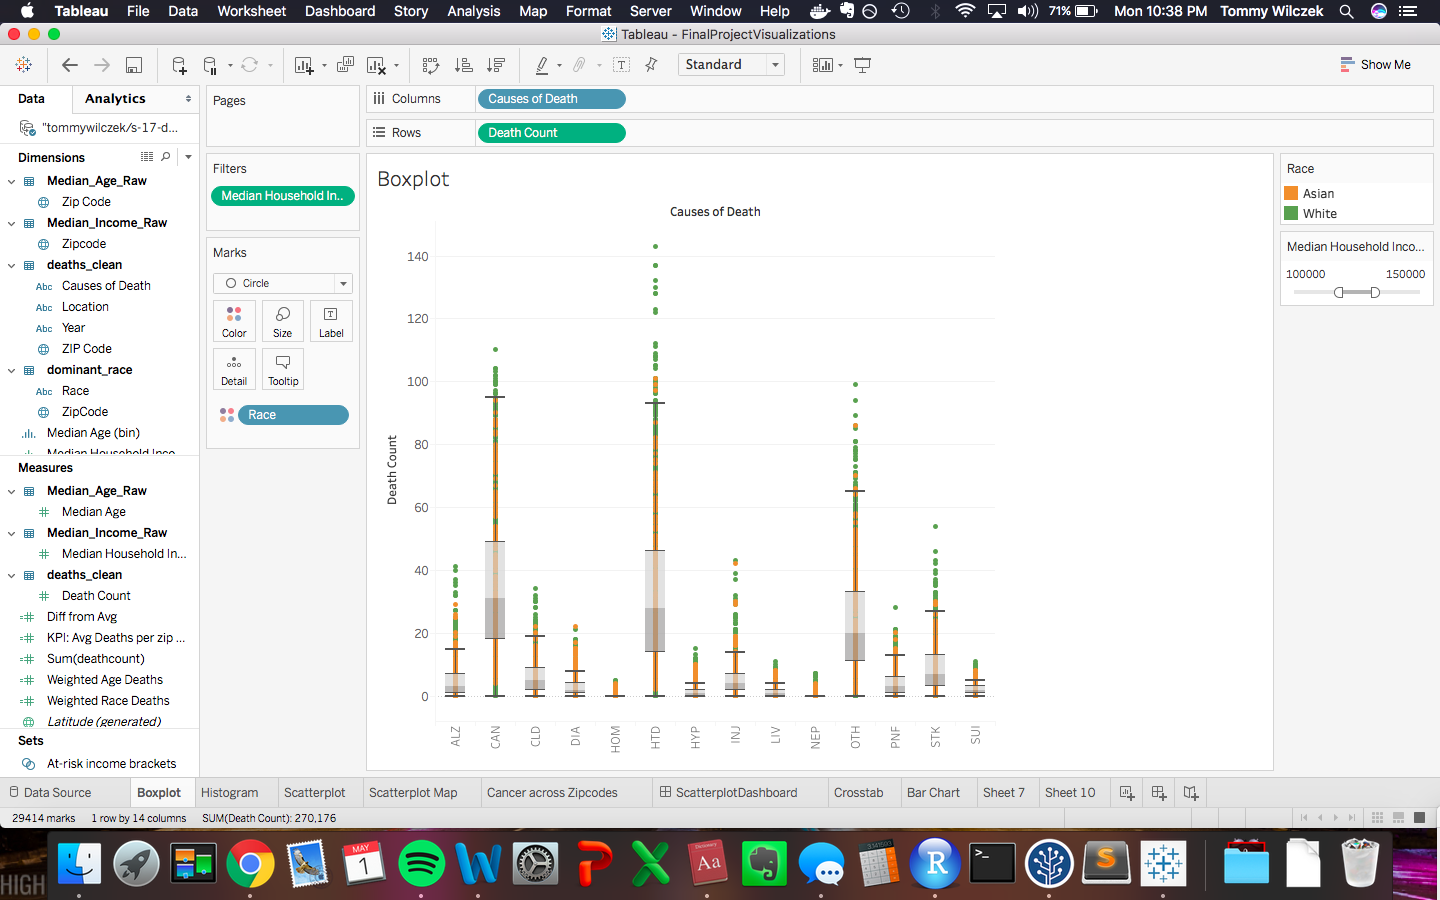 Tableau File Data Worksheet Dashboard Story Analysis Map Format Server Window Help 71% Mon 10:38 PM Tommy Wilczek
Tableau - FinalProjectVisualizations
Standard
Show Me
Data Analytics
"tommywilczek/s-17-d...
Dimensions
Median_Age_Raw
Zip Code
Median_Income_Raw
Zipcode
deaths_clean
Abc Causes of Death
Abc Location
Abc Year
ZIP Code
dominant_race
Abc Race
ZipCode
Median Age (bin)
Median Household Inco
Measures
Median_Age_Raw
Median Age
Median_Income_Raw
Median Household In...
deaths_clean
Death Count
Diff from Avg
KPI: Avg Deaths per zip ...
Sum(deathcount)
Weighted Age Deaths
Weighted Race Deaths
Latitude (generated)
Sets
At-risk income brackets
Pages
Filters
Median Household In..
Marks
Circle
Color Size Label
Detail Tooltip
Race
Columns Causes of Death
Rows Death Count
Boxplot
Causes of Death
140
120
100
80
60
40
20
0
Death Count
ALZ CAN CLD DIA HOM HTD HYP INJ LIV NEP OTH PNF STK SUI
Race
Asian
White
Median Household Inco...
100000 150000
Data Source Boxplot Histogram Scatterplot Scatterplot Map Cancer across Zipcodes ScatterplotDashboard Crosstab Bar Chart Sheet 7 Sheet 10
29414 marks 1 row by 14 columns SUM(Death Count): 270,176
HIGH
MAY
1
Dictionary
Aa
R
S